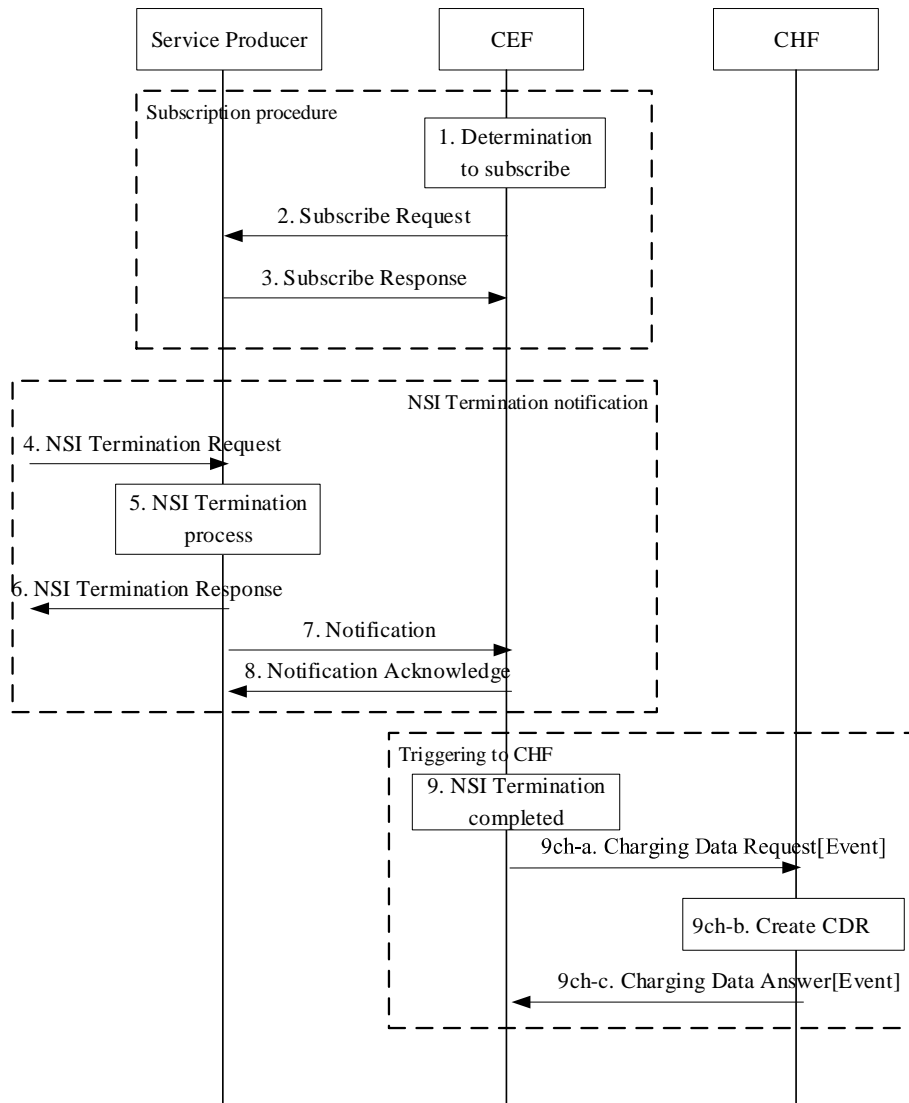 Service Producer
CEF
CHF
Subscription procedure
1. Determination
to subscribe
2. Subscribe Request
3. Subscribe Response
NSI Termination notification
4. NSI Termination Request
5. NSI Termination
process
6. NSI Termination Response
7. Notification
8. Notification Acknowledge
Triggering to CHF
9. NSI Termination
completed
9ch-a. Charging Data Request[Event]
9ch-b. Create CDR
9ch-c. Charging Data Answer[Event]